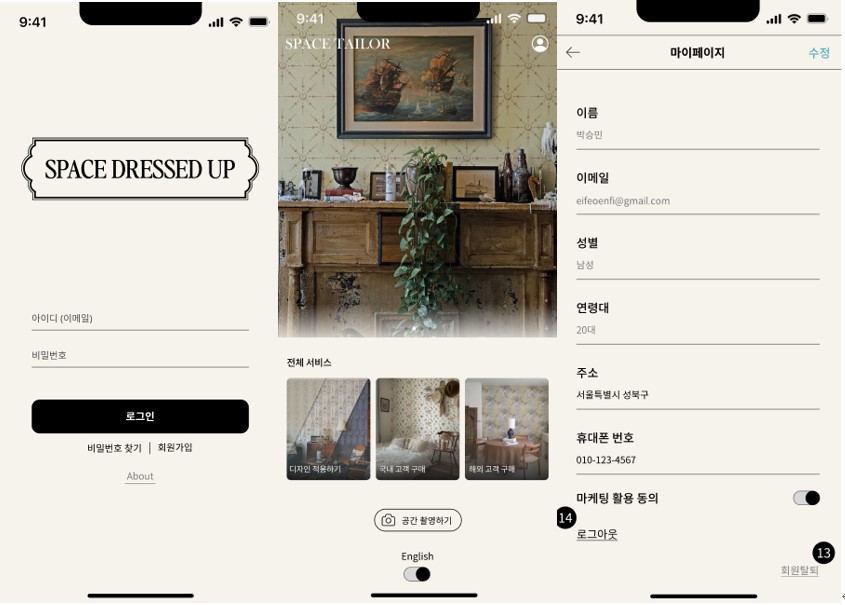 9:41
SPACE DRESSED UP
아이디 (이메일)
비밀번호
로그인
비밀번호 찾기 | 회원가입
About
9:41
SPACE TAILOR
전체 서비스
디자인 적용하기
국내 고객 구매
해외 고객 구매
공간 촬영하기
English
9:41
마이페이지
수정
이름
박승민
이메일
eifeoenfi@gmail.com
성별
남성
연령대
20대
주소
서울특별시 성북구
휴대폰 번호
010-123-4567
마케팅 활용 동의
14
로그아웃
13
회원탈퇴